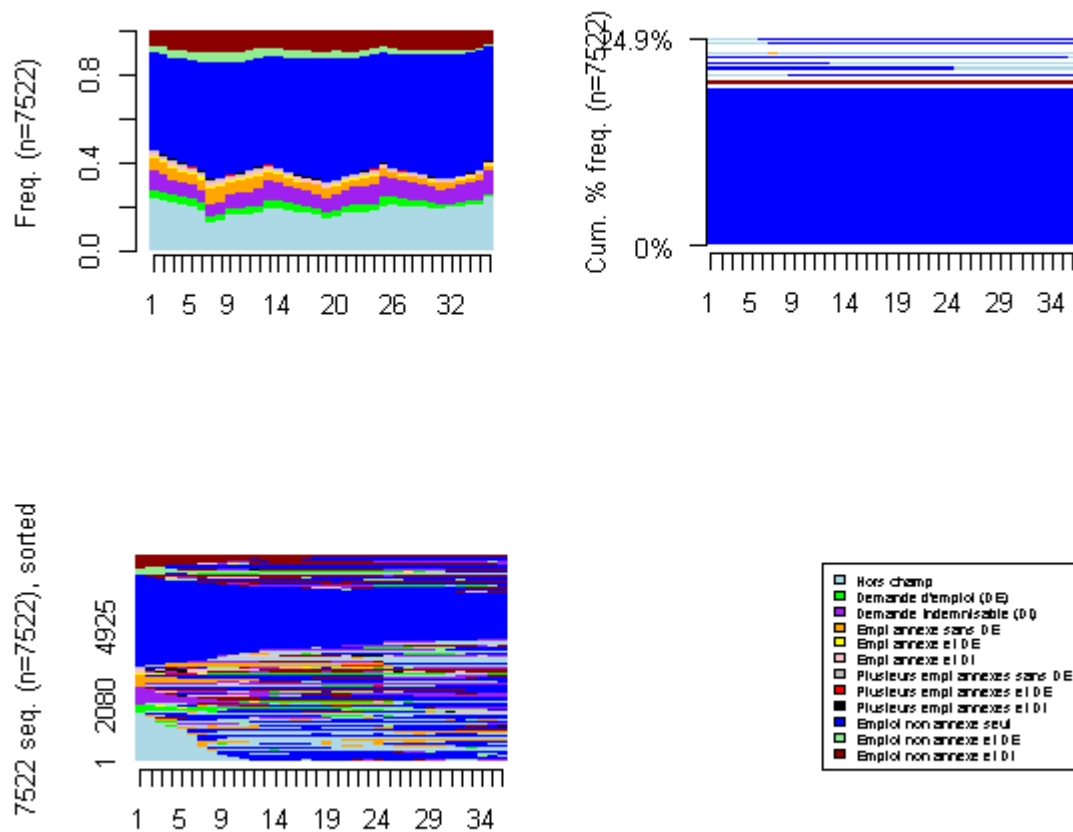 Freq. (n=7522)
0.0 0.4 0.8
1 5 9 14 20 26 32
Cum. % freq. (n=7522)
24.9%
0%
1 4 9 14 19 24 29 34
7522 seq. (n=7522), sorted
1 2080 4925
1 5 9 14 19 24 29 34
Hors champ
Demande d'emploi (DE)
Demande indemnisable (DI)
Empl annexe sans DE
Empl annexe et DE
Empl annexe et DI
Plusieurs empl annexes sans DE
Plusieurs empl annexes et DE
Plusieurs empl annexes et DI
Emploi non annexe seul
Emploi non annexe et DE
Emploi non annexe et DI